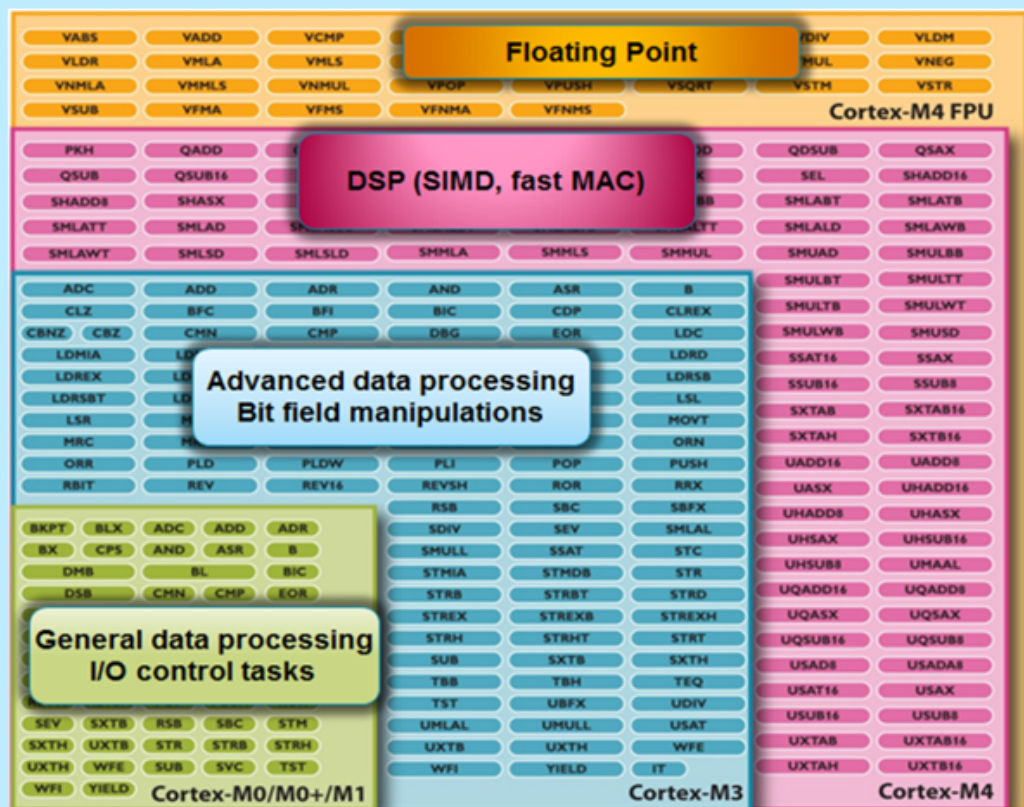 VABS VADD VCMP Floating Point VDIV VLDM
VLDR VMLA VMLS VMUL VNEG
VNMLA VMMLS VNMUL VPOP VPUSH VSQRT VSTM VSTR
VSUB VFMA VFMS VFNMA VFNMS Cortex-M4 FPU
PKH QADD QDSUB QSAX
QSUB QSUB16 DSP (SIMD, fast MAC) SEL SHADD16
SHADD8 SHASX SMLABT SMLATB
SMLATT SMLAD SMLALD SMLAWB
SMLAWT SMLSD SMLSLD SMMLA SMMLS SMMUL SMUAD SMULBB
SMULBT SMULTT
SMULTB SMULWT
SMULWB SMUSD
SSAT16 SSAX
SSUB16 SSUB8
SXTAB SXTAB16
SXTAH SXTB16
UADD16 UADD8
UASX UHADD16
UHADD8 UHASX
UHSAX UHSUB16
UHSUB8 UMAAL
UQADD16 UQADD8
UQASX UQSAX
UQSUB16 UQSUB8
USAD8 USADA8
USAT16 USAX
USUB16 USUB8
UXTAB UXTAB16
UXTAH UXTB16
Cortex-M4
ADC ADD ADR AND ASR B
CLZ BFC BFI BIC CDP CLREX
CBNZ CBZ CMN CMP DBG EOR LDC
LDMIA LDRD
LDREX LDRSB
LDRSBT LSL
LSR MOVT
MRC ORN
Advanced data processing
Bit field manipulations
ORR PLD PLDW PLI POP PUSH
RBIT REV REV16 REVSH ROR RRX
RSB SBC SBFX
SDIV SEV SMLAL
SMULL SSAT STC
STMIA STMDB STR
STRB STRBT STRD
STREX STREXB STREXH
STRH STRHT STRT
SUB SXTB SXTH
TBB TBH TEQ
TST UBFX UDIV
UMLAL UMULL USAT
UXTB UXTH WFE
WFI YIELD IT
Cortex-M3
BKPT BLX ADC ADD ADR
BX CPS AND ASR B
DMB BL BIC
DSB CMN CMP EOR
General data processing
I/O control tasks
SEV SXTB RSB SBC STM
SXTH UXTB STR STRB STRH
UXTH WFE SUB SVC TST
WFI YIELD Cortex-M0/M0+/M1